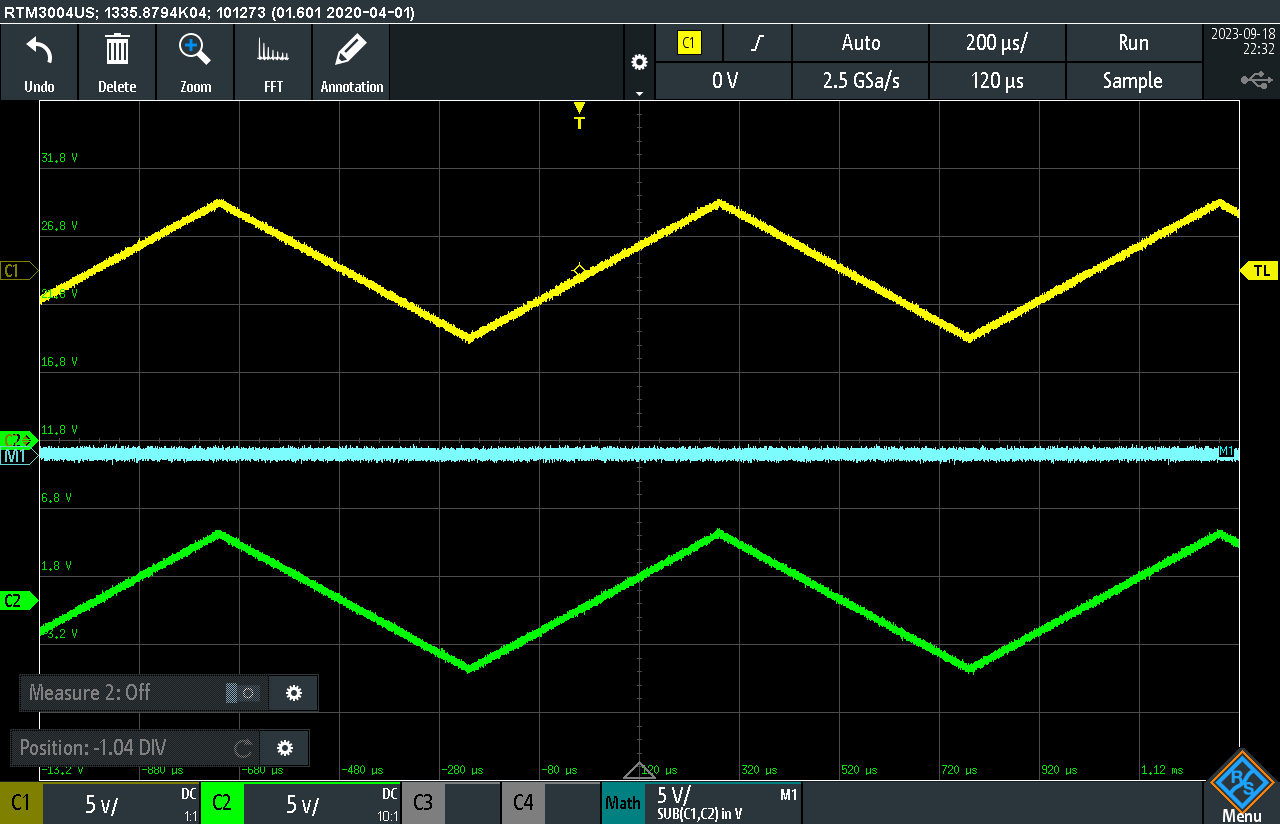 RTM3004US; 1335.8794K04; 101273 (01.601 2020-04-01)
Undo
Delete
Zoom
FFT
Annotation
C1
Auto
200 µs/
Run
0 V
2.5 GSa/s
120 µs
Sample
2023-09-18
22:32
T
31,8 V
26,8 V
C1
TL
21,8 V
16,8 V
11,8 V
C2
M1
M1
6,8 V
1,8 V
C2
-3,2 V
Measure 2: Off
Position: -1.04 DIV
-13,2 V
-880 µs
-680 µs
-480 µs
-280 µs
-80 µs
120 µs
320 µs
520 µs
720 µs
920 µs
1,12 ms
C1
5 V/
DC
1:1
C2
5 V/
DC
10:1
C3
C4
Math
5 V/
M1
SUB(C1,C2) in V
R S
Menu